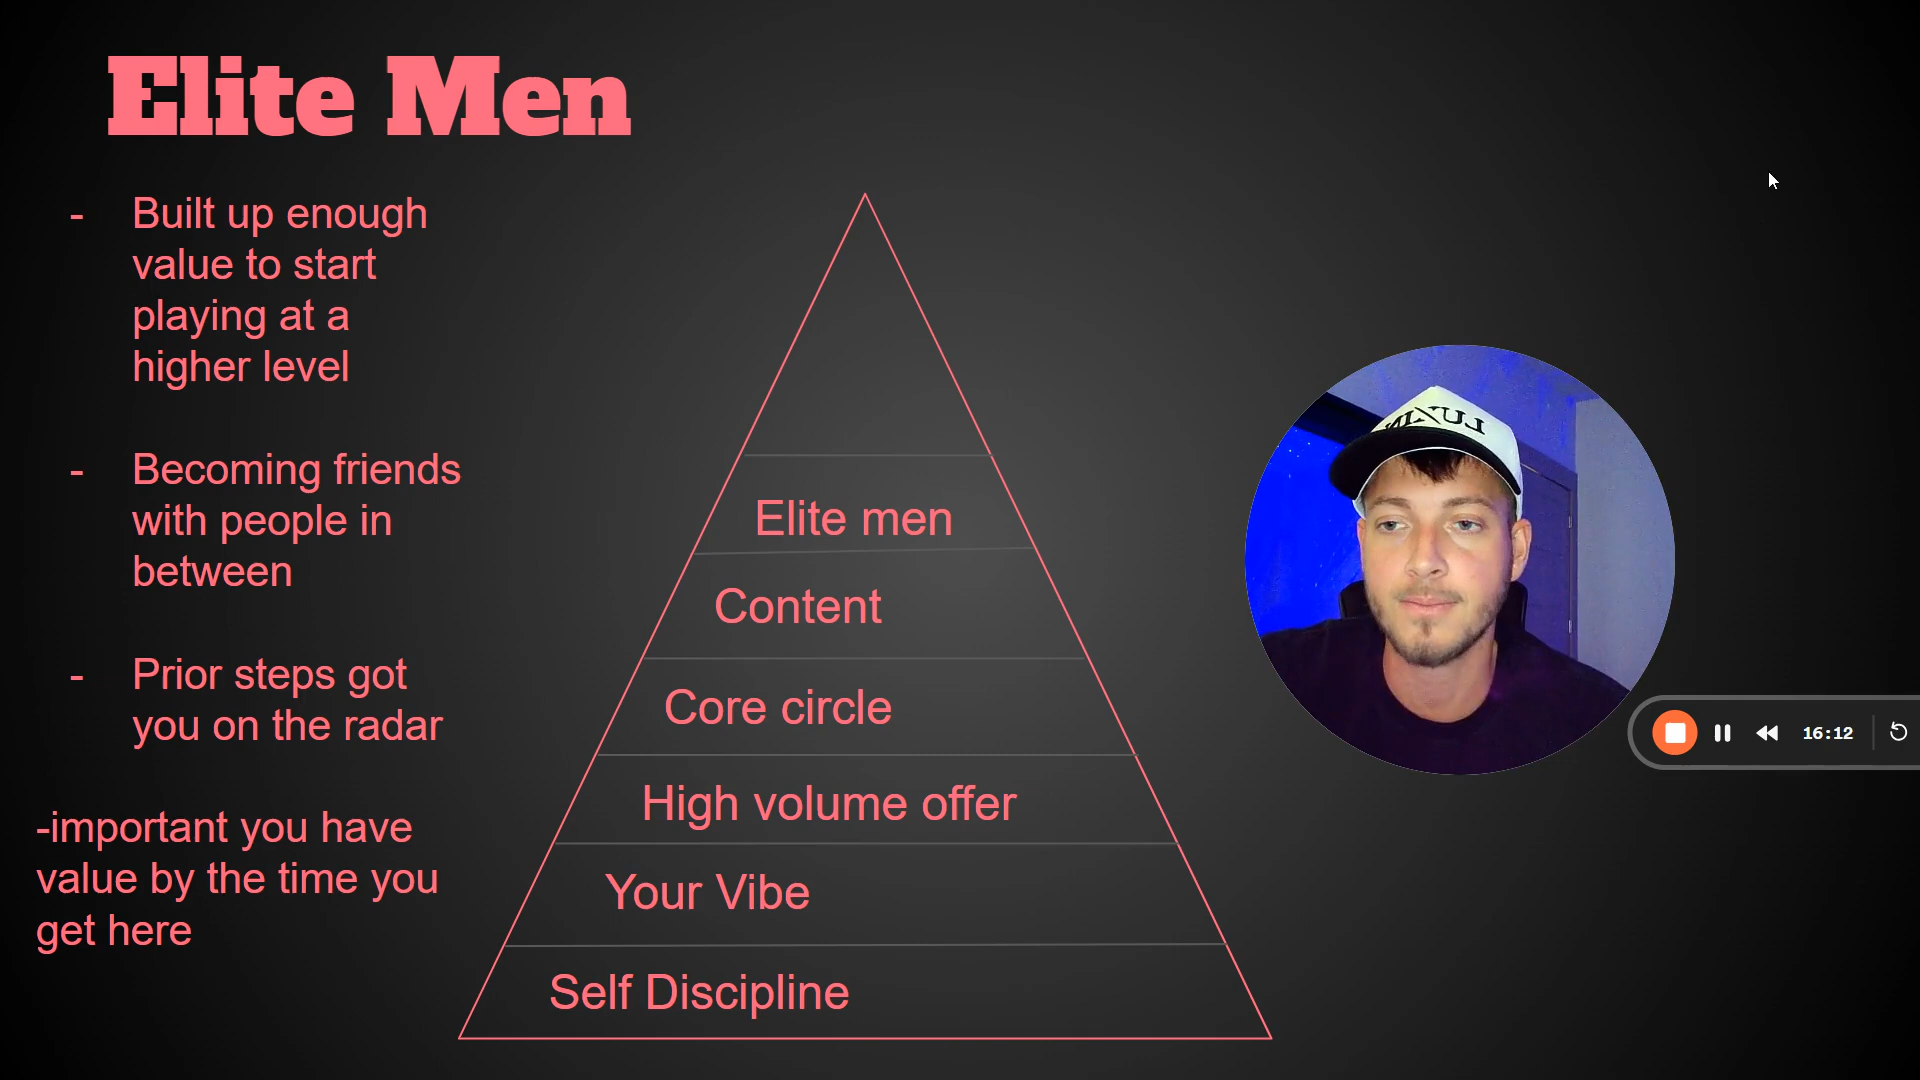 Elite Men
- Built up enough
value to start
playing at a
higher level
- Becoming friends
with people in
between
- Prior steps got
you on the radar
-important you have
value by the time you
get here
Elite men
Content
Core circle
High volume offer
Your Vibe
Self Discipline
16:12